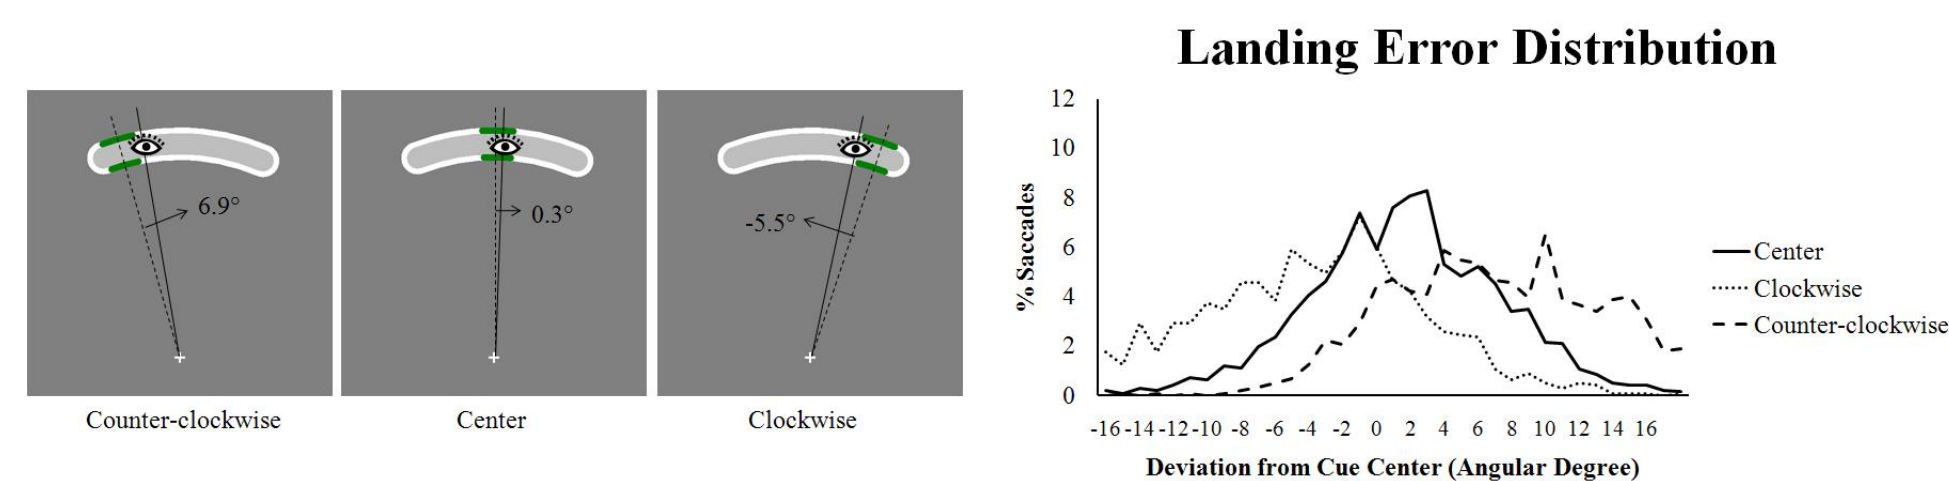 6.9°
0.3°
-5.5°
Counter-clockwise
Center
Clockwise
Landing Error Distribution
% Saccades
12
10
8
6
4
2
0
-16 -14 -12 -10 -8 -6 -4 -2 0 2 4 6 8 10 12 14 16
Deviation from Cue Center (Angular Degree)
Center
Clockwise
Counter-clockwise